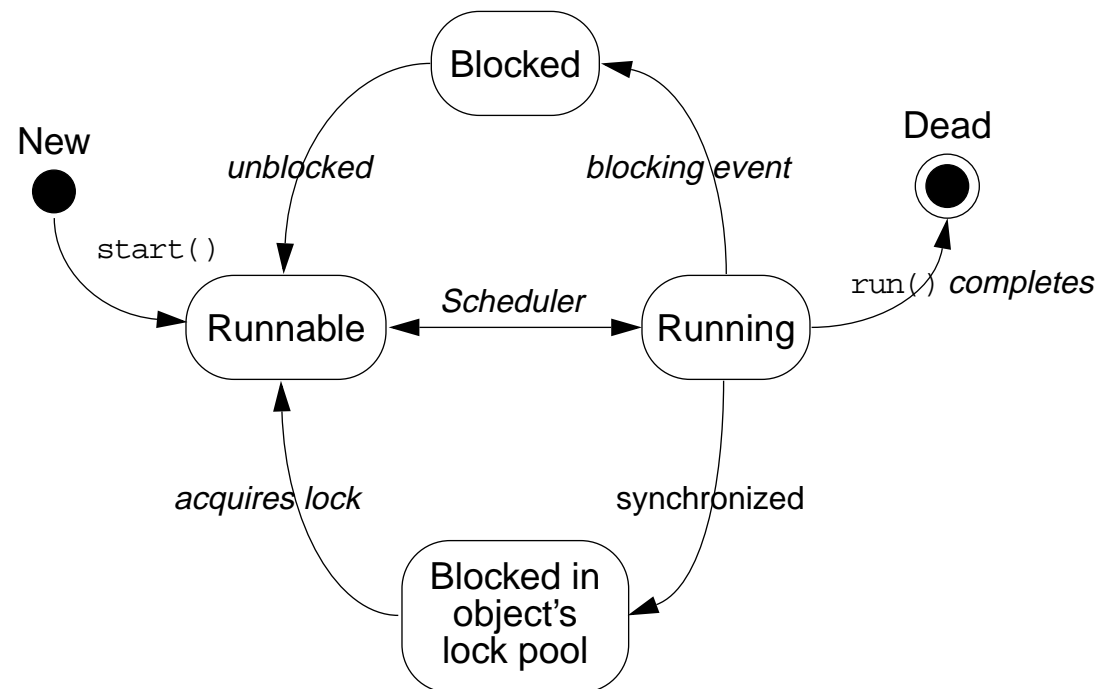 Blocked
New
Dead
unblocked
blocking event
start()
run() completes
Scheduler
Runnable
Running
acquires lock
synchronized
Blocked in
object's
lock pool